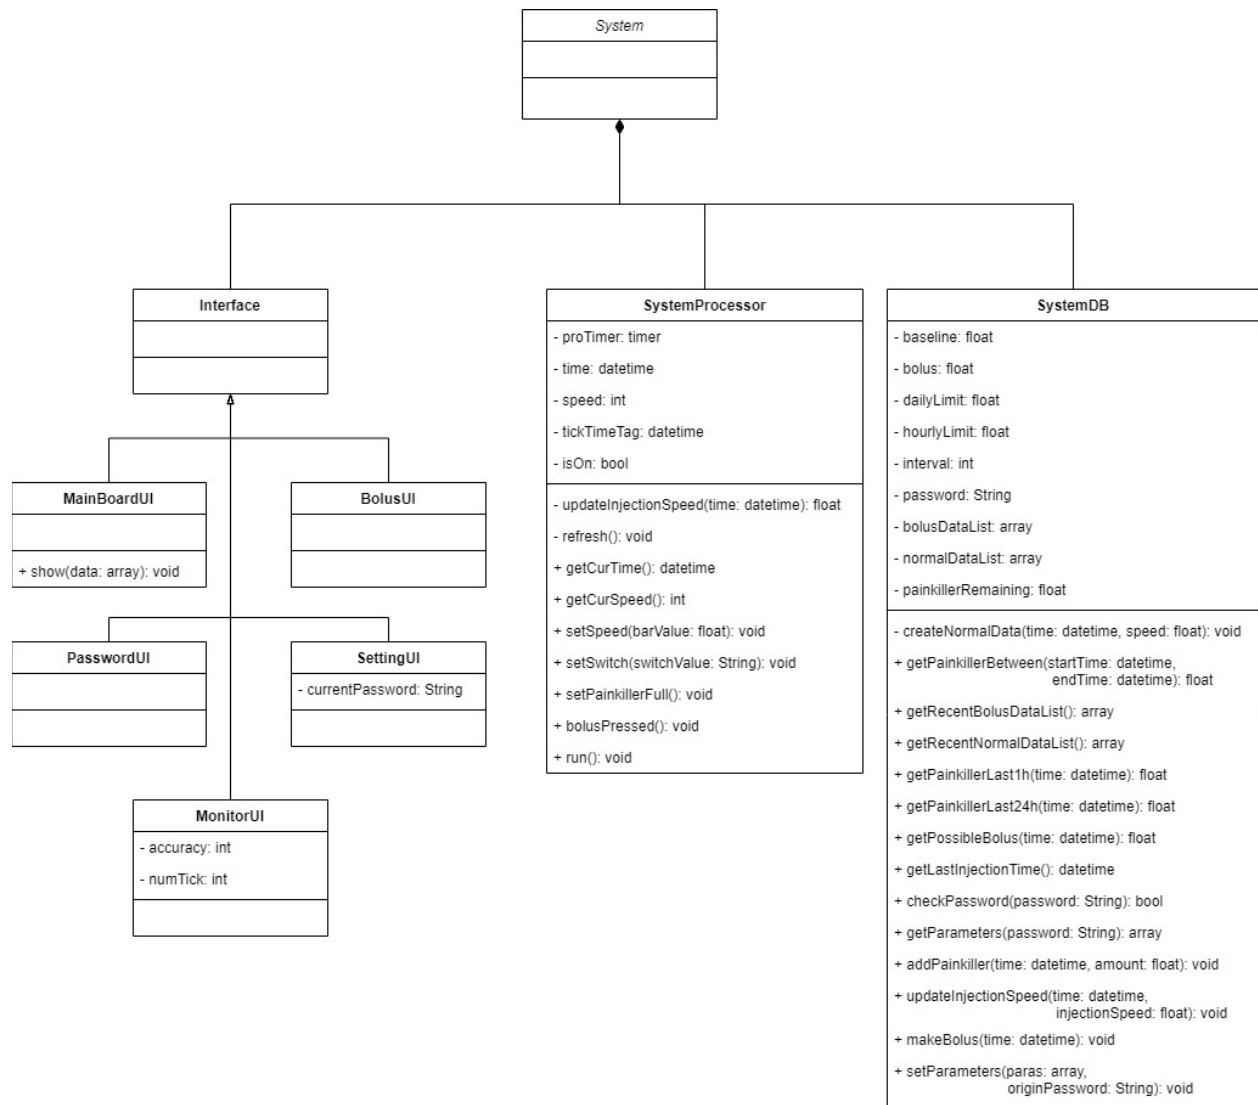 System
Interface
MainBoardUI
+ show(data: array): void
BolusUI
PasswordUI
SettingUI
- currentPassword: String
MonitorUI
- accuracy: int
- numTick: int
SystemProcessor
- proTimer: timer
- time: datetime
- speed: int
- tickTimeTag: datetime
- isOn: bool
- updateInjectionSpeed(time: datetime): float
- refresh(): void
+ getCurTime(): datetime
+ getCurSpeed(): int
+ setSpeed(barValue: float): void
+ setSwitch(switchValue: String): void
+ setPainkillerFull(): void
+ bolusPressed(): void
+ run(): void
SystemDB
- baseline: float
- bolus: float
- dailyLimit: float
- hourlyLimit: float
- interval: int
- password: String
- bolusDataList: array
- normalDataList: array
- painkillerRemaining: float
- createNormalData(time: datetime, speed: float): void
+ getPainkillerBetween(startTime: datetime,
endTime: datetime): float
+ getRecentBolusDataList(): array
+ getRecentNormalDataList(): array
+ getPainkillerLast1h(time: datetime): float
+ getPainkillerLast24h(time: datetime): float
+ getPossibleBolus(time: datetime): float
+ getLastInjectionTime(): datetime
+ checkPassword(password: String): bool
+ getParameters(password: String): array
+ addPainkiller(time: datetime, amount: float): void
+ updateInjectionSpeed(time: datetime,
injectionSpeed: float): void
+ makeBolus(time: datetime): void
+ setParameters(paras: array,
originPassword: String): void